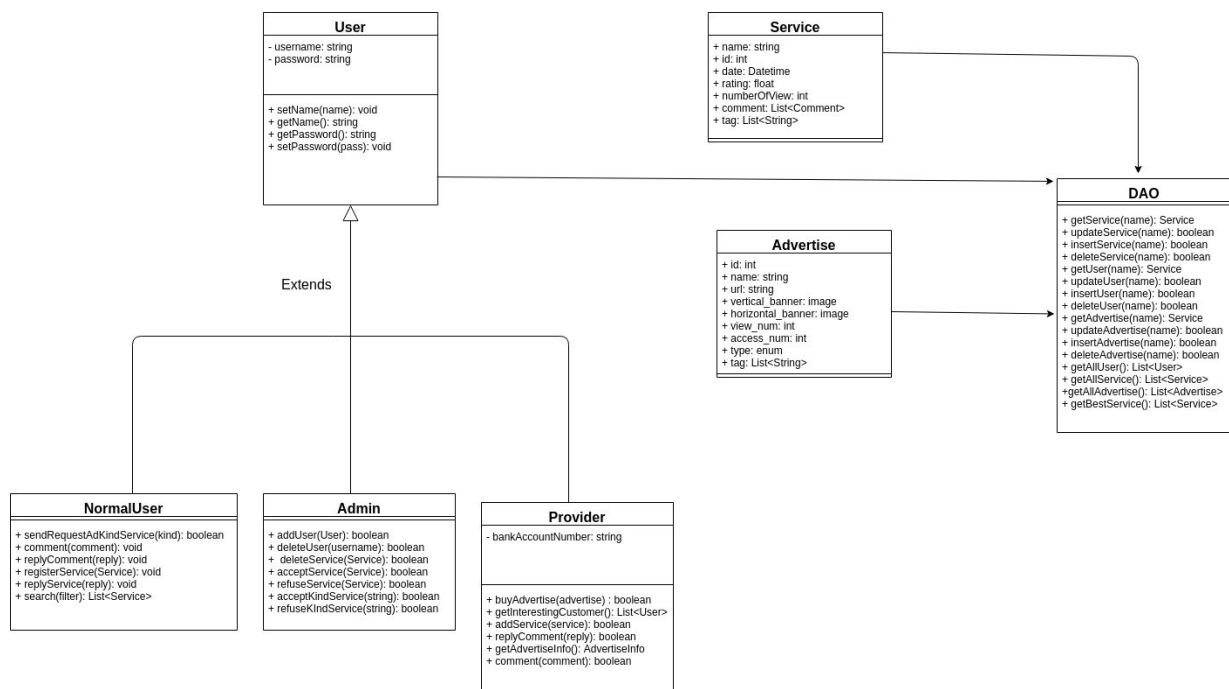 User
- username: string
- password: string
+ setName(name): void
+ getName(): string
+ getPassword(): string
+ setPassword(pass): void
Service
+ name: string
+ id: int
+ date: Datetime
+ rating: float
+ numberOfView: int
+ comment: List<Comment>
+ tag: List<String>
DAO
+ getService(name): Service
+ updateService(name): boolean
+ insertService(name): boolean
+ deleteService(name): boolean
+ getUser(name): Service
+ updateUser(name): boolean
+ insertUser(name): boolean
+ deleteUser(name): boolean
+ getAdvertise(name): Service
+ updateAdvertise(name): boolean
+ insertAdvertise(name): boolean
+ deleteAdvertise(name): boolean
+ getAllUser(): List<User>
+ getAllService(): List<Service>
+getAllAdvertise(): List<Advertise>
+ getBestService(): List<Service>
Advertise
+ id: int
+ name: string
+ url: string
+ vertical_banner: image
+ horizontal_banner: image
+ view_num: int
+ access_num: int
+ type: enum
+ tag: List<String>
Extends
NormalUser
+ sendRequestAdKindService(kind): boolean
+ comment(comment): void
+ replyComment(reply): void
+ registerService(Service): void
+ replyService(reply): void
+ search(filter): List<Service>
Admin
+ addUser(User): boolean
+ deleteUser(username): boolean
+ deleteService(Service): boolean
+ acceptService(Service): boolean
+ refuseService(Service): boolean
+ acceptKindService(string): boolean
+ refuseKIndService(string): boolean
Provider
- bankAccountNumber: string
+ buyAdvertise(advertise) : boolean
+ getInterestingCustomer(): List<User>
+ addService(service): boolean
+ replyComment(reply): boolean
+ getAdvertiseInfo(): AdvertiseInfo
+ comment(comment): boolean